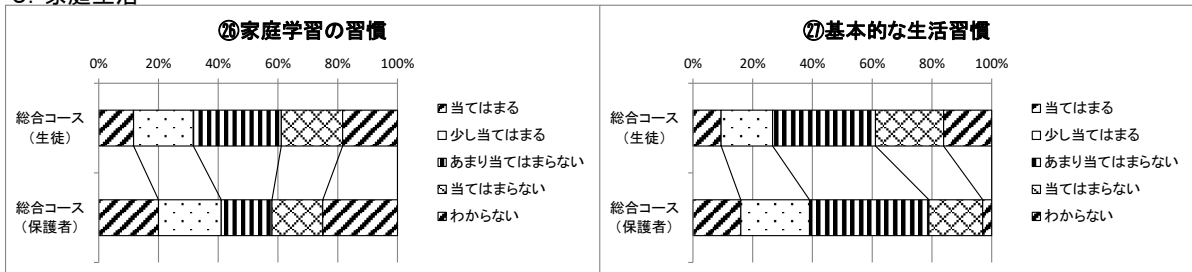 ㉖家庭学習の習慣
0% 20% 40% 60% 80% 100%
総合コース
（生徒）
総合コース
（保護者）
当てはまる
少し当てはまる
あまり当てはまらない
当てはまらない
わからない
㉗基本的な生活習慣
0% 20% 40% 60% 80% 100%
総合コース
（生徒）
総合コース
（保護者）
当てはまる
少し当てはまる
あまり当てはまらない
当てはまらない
わからない